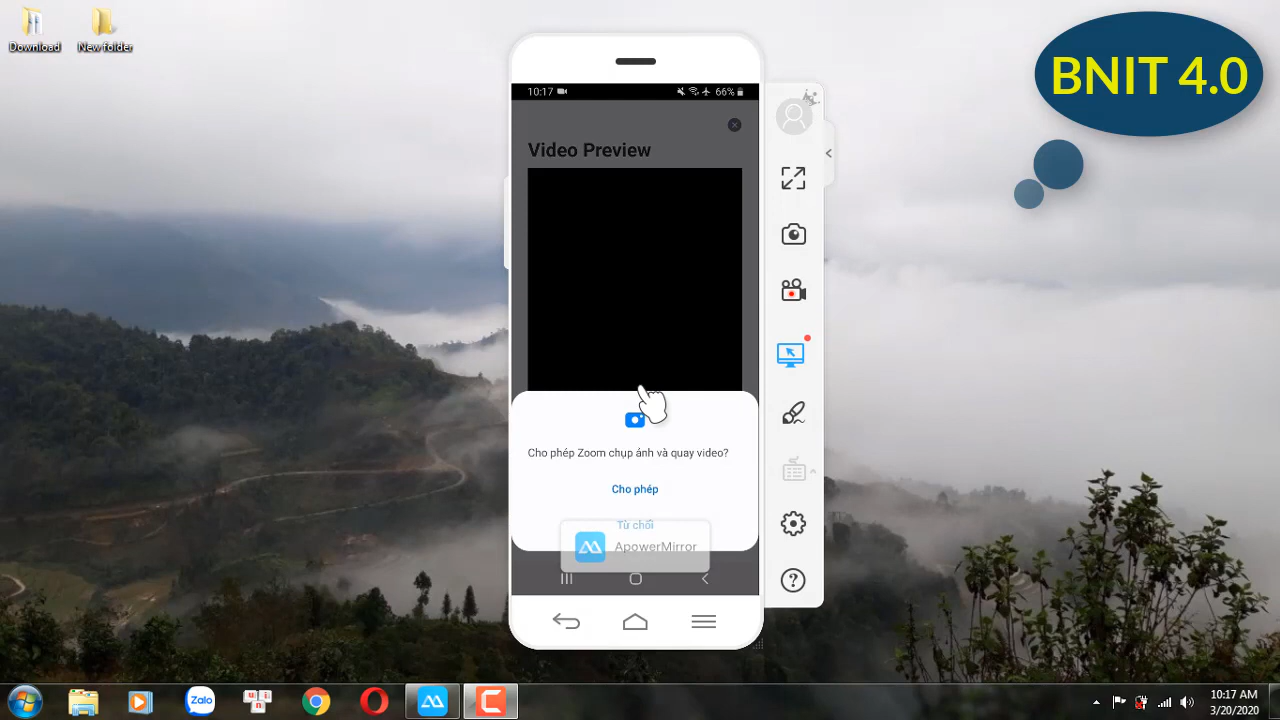 Download
New folder
BNIT 4.0
10:17
66%
Video Preview
Cho phép Zoom chụp ảnh và quay video?
Cho phép
Từ chối
ApowerMirror
Zalo
10:17 AM
3/20/2020